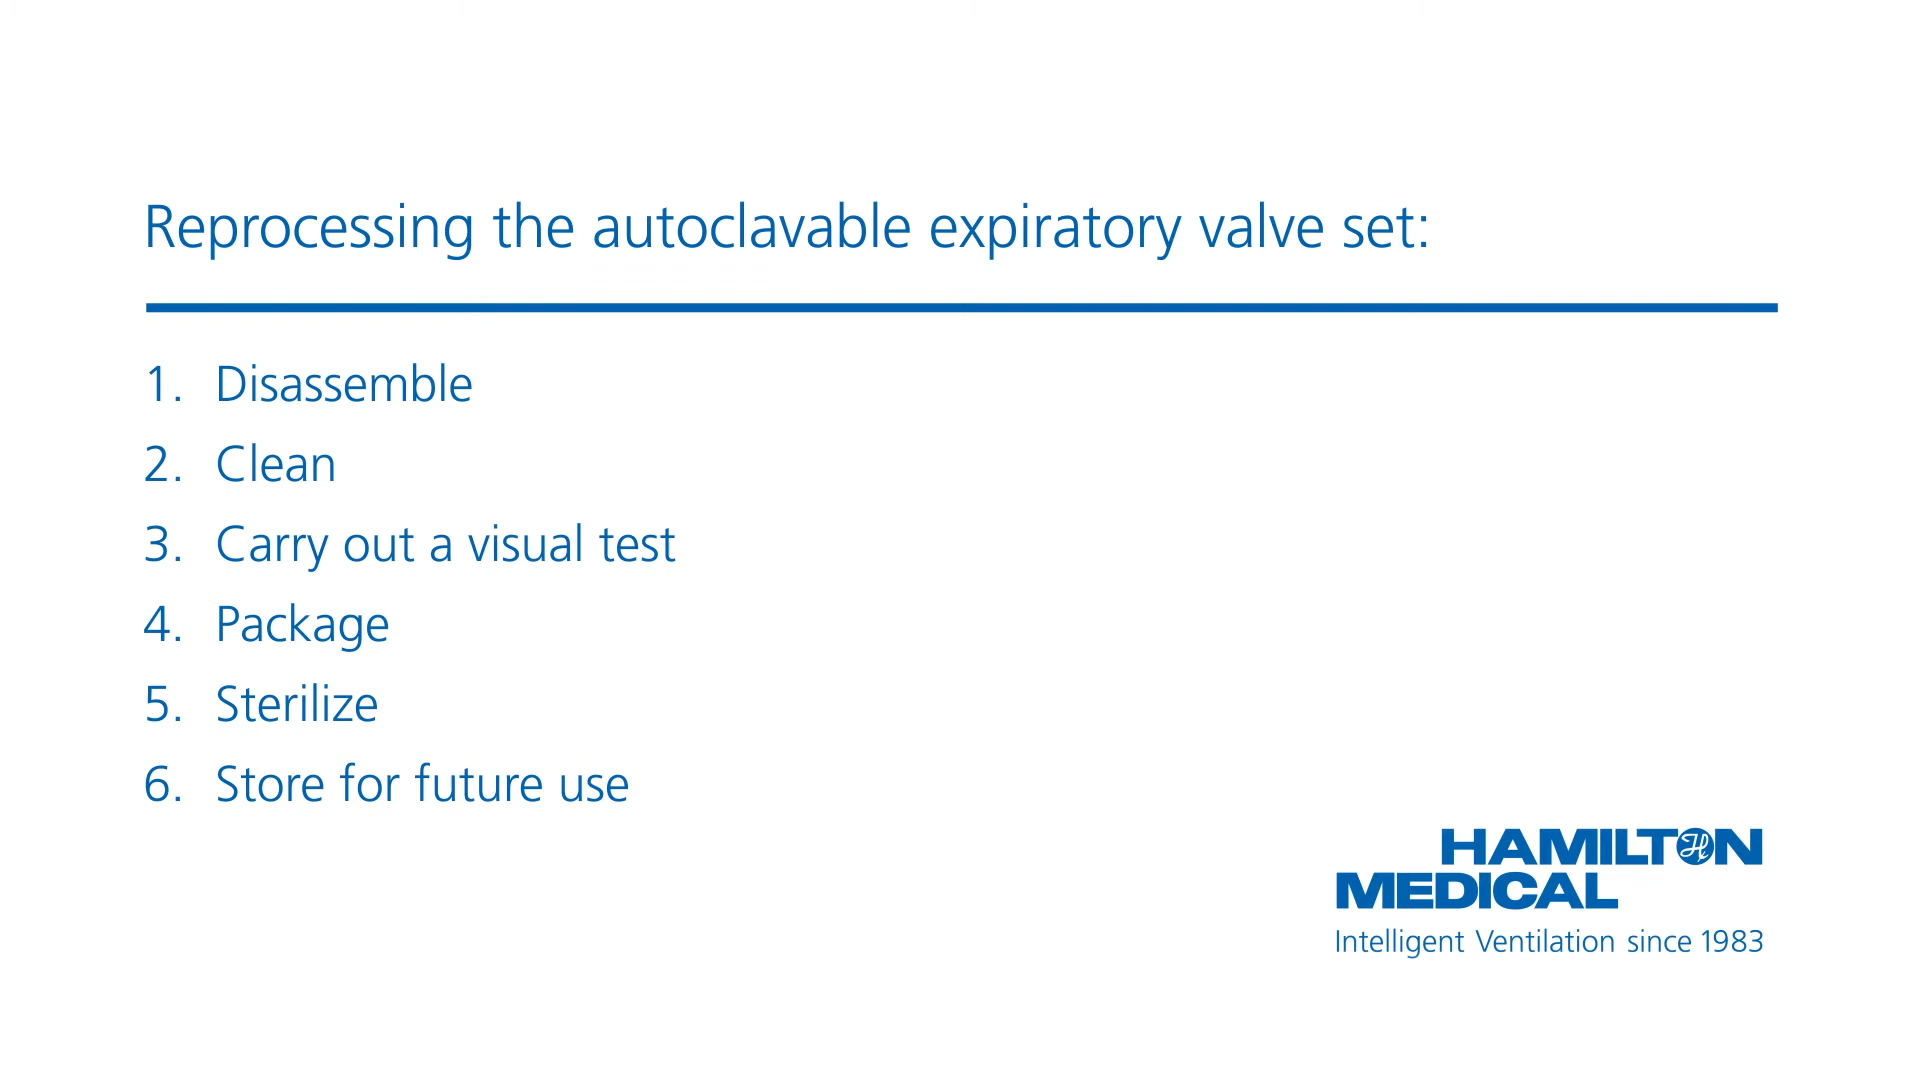 Reprocessing the autoclavable expiratory valve set:
1. Disassemble
2. Clean
3. Carry out a visual test
4. Package
5. Sterilize
6. Store for future use
HAMILTON
MEDICAL
Intelligent Ventilation since 1983